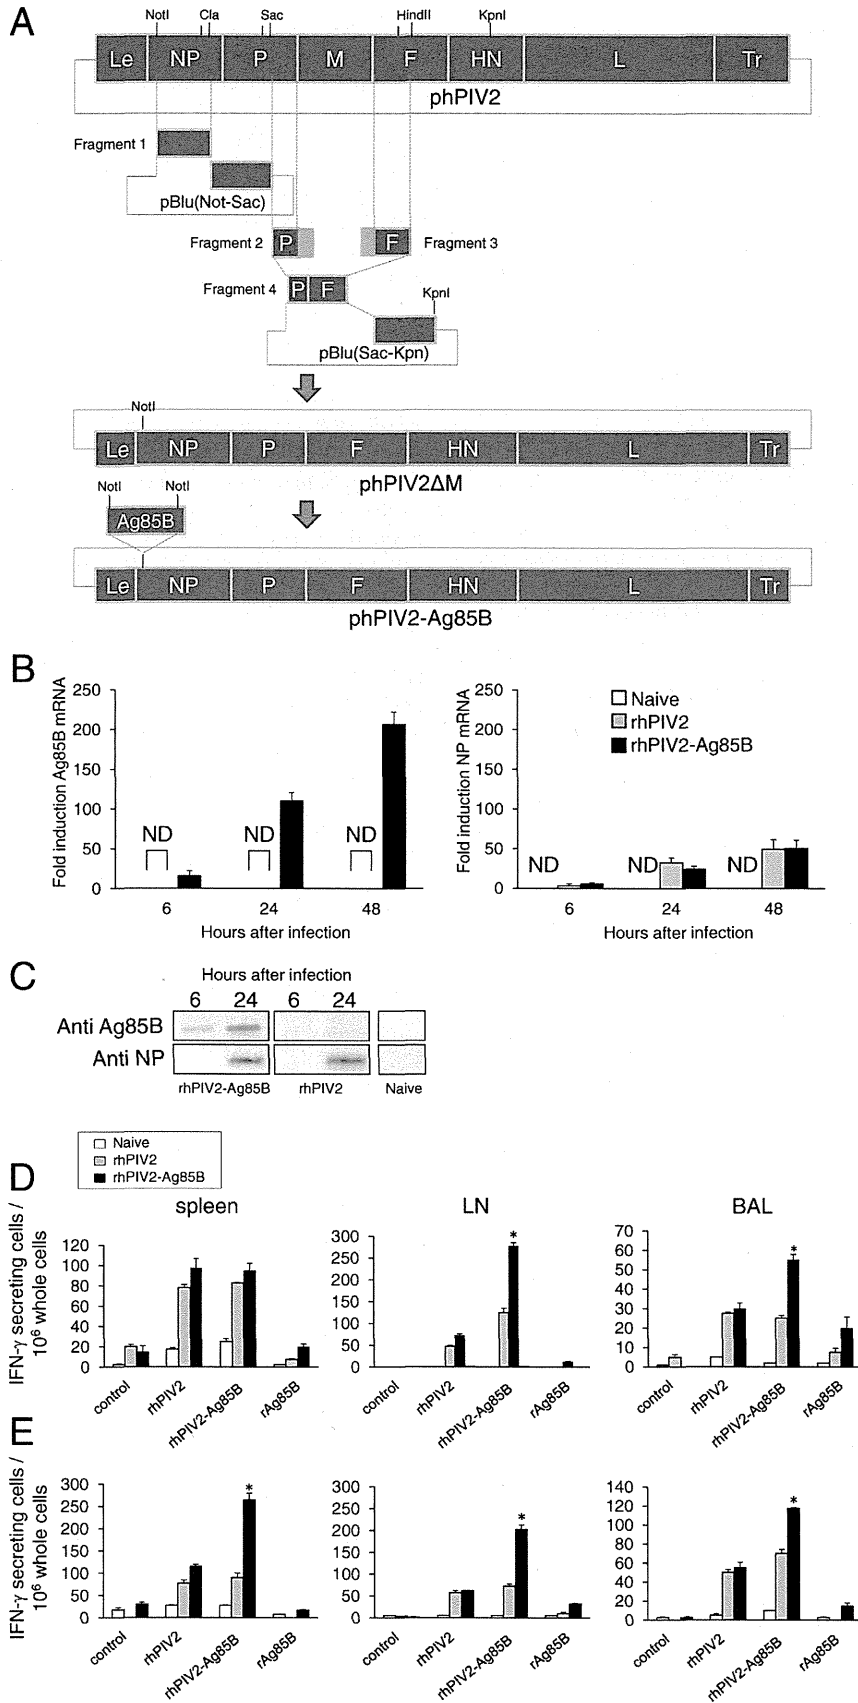 A
NotI Cla Sac HindII KpnI
Le NP P M F HN L Tr
phPIV2
Fragment 1
pBlu(Not-Sac)
Fragment 2 P F Fragment 3
Fragment 4 P F
KpnI
pBlu(Sac-Kpn)
NotI
Le NP P F HN L Tr
phPIV2ΔM
NotI NotI
Ag85B
Le NP P F HN L Tr
phPIV2-Ag85B
B
Fold induction Ag85B mRNA
250
200
150
100
50
0
ND ND ND
6 24 48
Hours after infection
Fold induction NP mRNA
250
200
150
100
50
0
Naive
rhPIV2
rhPIV2-Ag85B
ND ND ND
6 24 48
Hours after infection
C
Hours after infection
6 24 6 24
Anti Ag85B
Anti NP
rhPIV2-Ag85B rhPIV2 Naive
Naive
rhPIV2
rhPIV2-Ag85B
D
IFN-γ secreting cells /
10⁶ whole cells
spleen
120
100
80
60
40
20
0
control rhPIV2 rhPIV2-Ag85B rAg85B
LN
300
250
200
150
100
50
0
*
control rhPIV2 rhPIV2-Ag85B rAg85B
BAL
70
60
50
40
30
20
10
0
*
control rhPIV2 rhPIV2-Ag85B rAg85B
E
IFN-γ secreting cells /
10⁶ whole cells
300
250
200
150
100
50
0
*
control rhPIV2 rhPIV2-Ag85B rAg85B
300
250
200
150
100
50
0
*
control rhPIV2 rhPIV2-Ag85B rAg85B
140
120
100
80
60
40
20
0
*
control rhPIV2 rhPIV2-Ag85B rAg85B